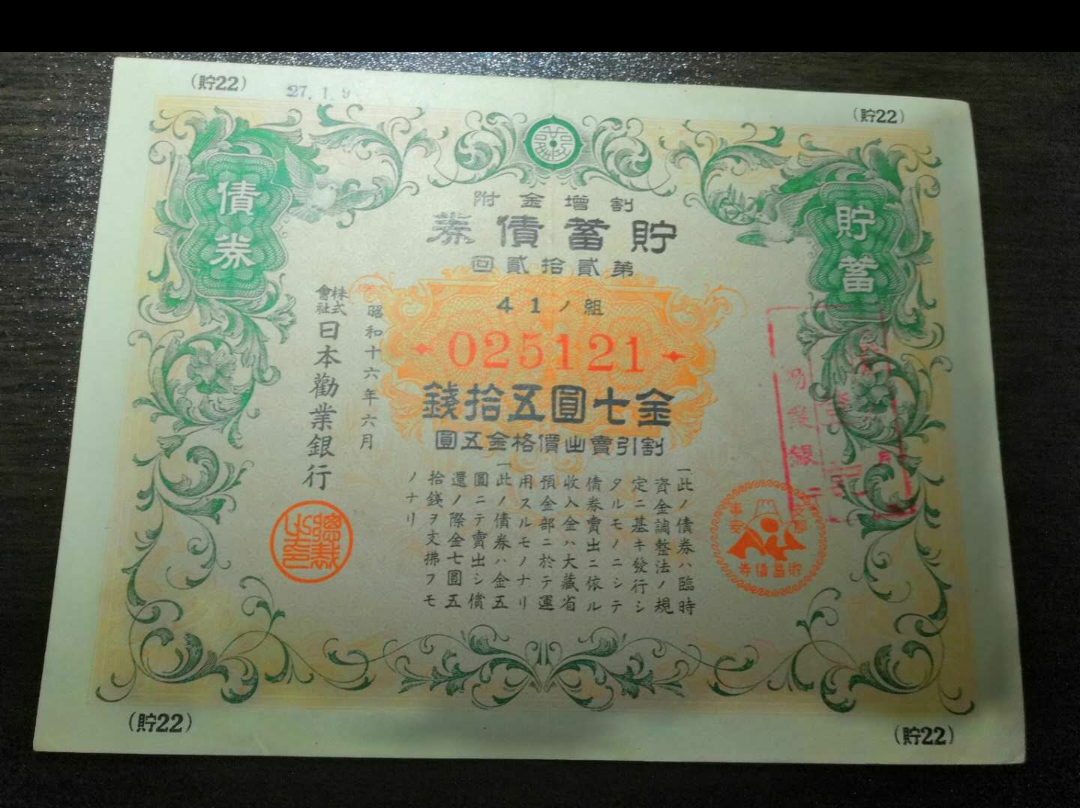 (貯22)
27.1.9
(貯22)
債券
貯蓄
割增金附
貯蓄債券
第貳拾貳回
41ノ組
025121
金七圓五拾錢
割引賣出價格金五圓
昭和十六年六月
株式會社日本勸業銀行
一此ノ債券ハ臨時
資金調整法ノ規
定ニ基キ發行シ
タルモノニシテ
債券賣出ニ依ル
收入金ハ大藏省
預金部ニ於テ運
用スルモノナリ
一此ノ債券ハ金五
圓ニテ賣出シ償
還ノ際金七圓五
拾錢ヲ支拂フモ
ノナリ
貯蓄債券
(貯22)
(貯22)